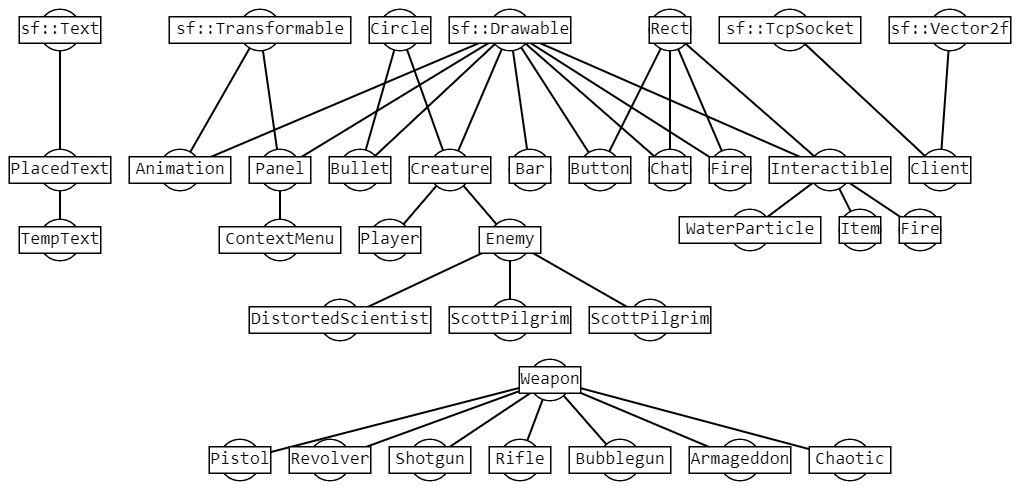 sf::Text sf::Transformable Circle sf::Drawable Rect sf::TcpSocket sf::Vector2f
PlacedText Animation Panel Bullet Creature Bar Button Chat Fire Interactible Client
TempText ContextMenu Player Enemy WaterParticle Item Fire
DistortedScientist ScottPilgrim ScottPilgrim
Weapon
Pistol Revolver Shotgun Rifle Bubblegun Armageddon Chaotic